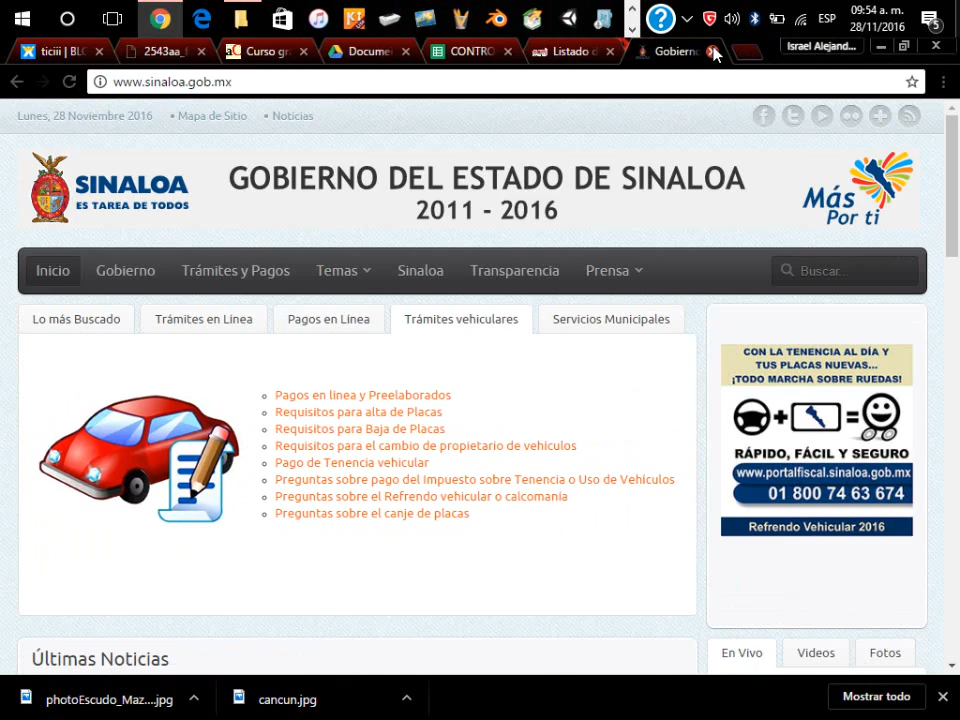 09:54 a. m.
ESP
28/11/2016
5
ticiii | BL
2543aa_f
Curso gr
Docume
CONTRO
Listado d
Gobierno
Israel Alejand...
www.sinaloa.gob.mx
Lunes, 28 Noviembre 2016
Mapa de Sitio
Noticias
SINALOA
ES TAREA DE TODOS
GOBIERNO DEL ESTADO DE SINALOA
2011 - 2016
Más
Por ti
Inicio
Gobierno
Trámites y Pagos
Temas
Sinaloa
Transparencia
Prensa
Buscar...
Lo más Buscado
Trámites en Línea
Pagos en Línea
Trámites vehiculares
Servicios Municipales
Pagos en línea y Preelaborados
Requisitos para alta de Placas
Requisitos para Baja de Placas
Requisitos para el cambio de propietario de vehículos
Pago de Tenencia vehicular
Preguntas sobre pago del Impuesto sobre Tenencia o Uso de Vehículos
Preguntas sobre el Refrendo vehicular o calcomanía
Preguntas sobre el canje de placas
CON LA TENENCIA AL DÍA Y
TUS PLACAS NUEVAS...
¡TODO MARCHA SOBRE RUEDAS!
RÁPIDO, FÁCIL Y SEGURO
www.portalfiscal.sinaloa.gob.mx
01 800 74 63 674
Refrendo Vehicular 2016
Últimas Noticias
En Vivo
Videos
Fotos
photoEscudo_Maz....jpg
cancun.jpg
Mostrar todo